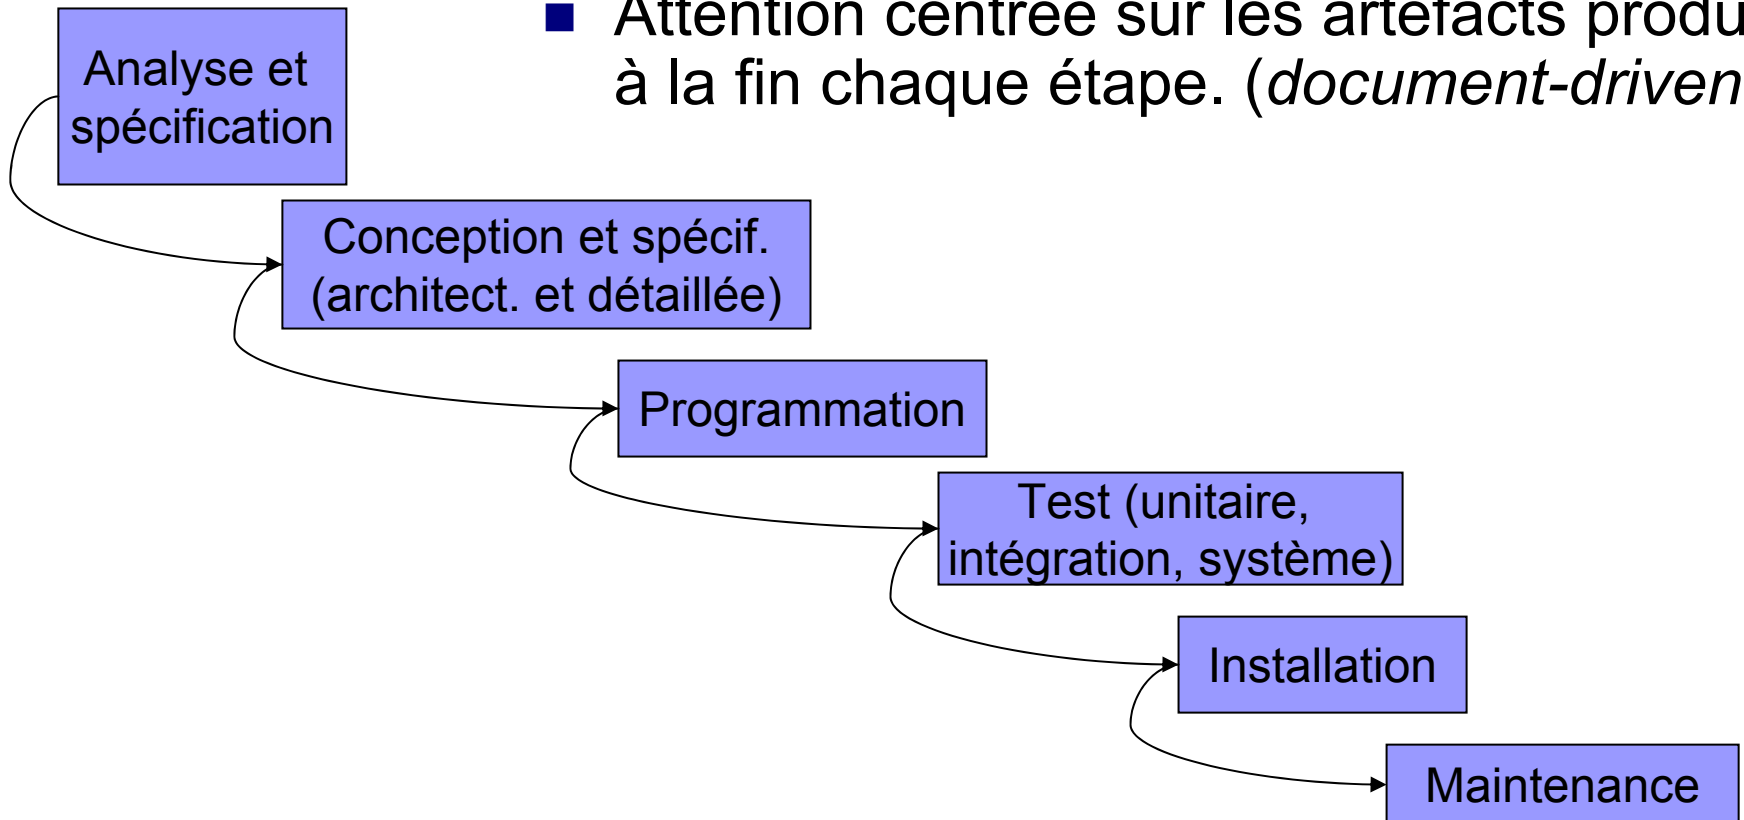 Attention centrée sur les artefacts produ
à la fin chaque étape. (document-driven
Analyse et
spécification
Conception et spécif.
(architect. et détaillée)
Programmation
Test (unitaire,
intégration, système)
Installation
Maintenance